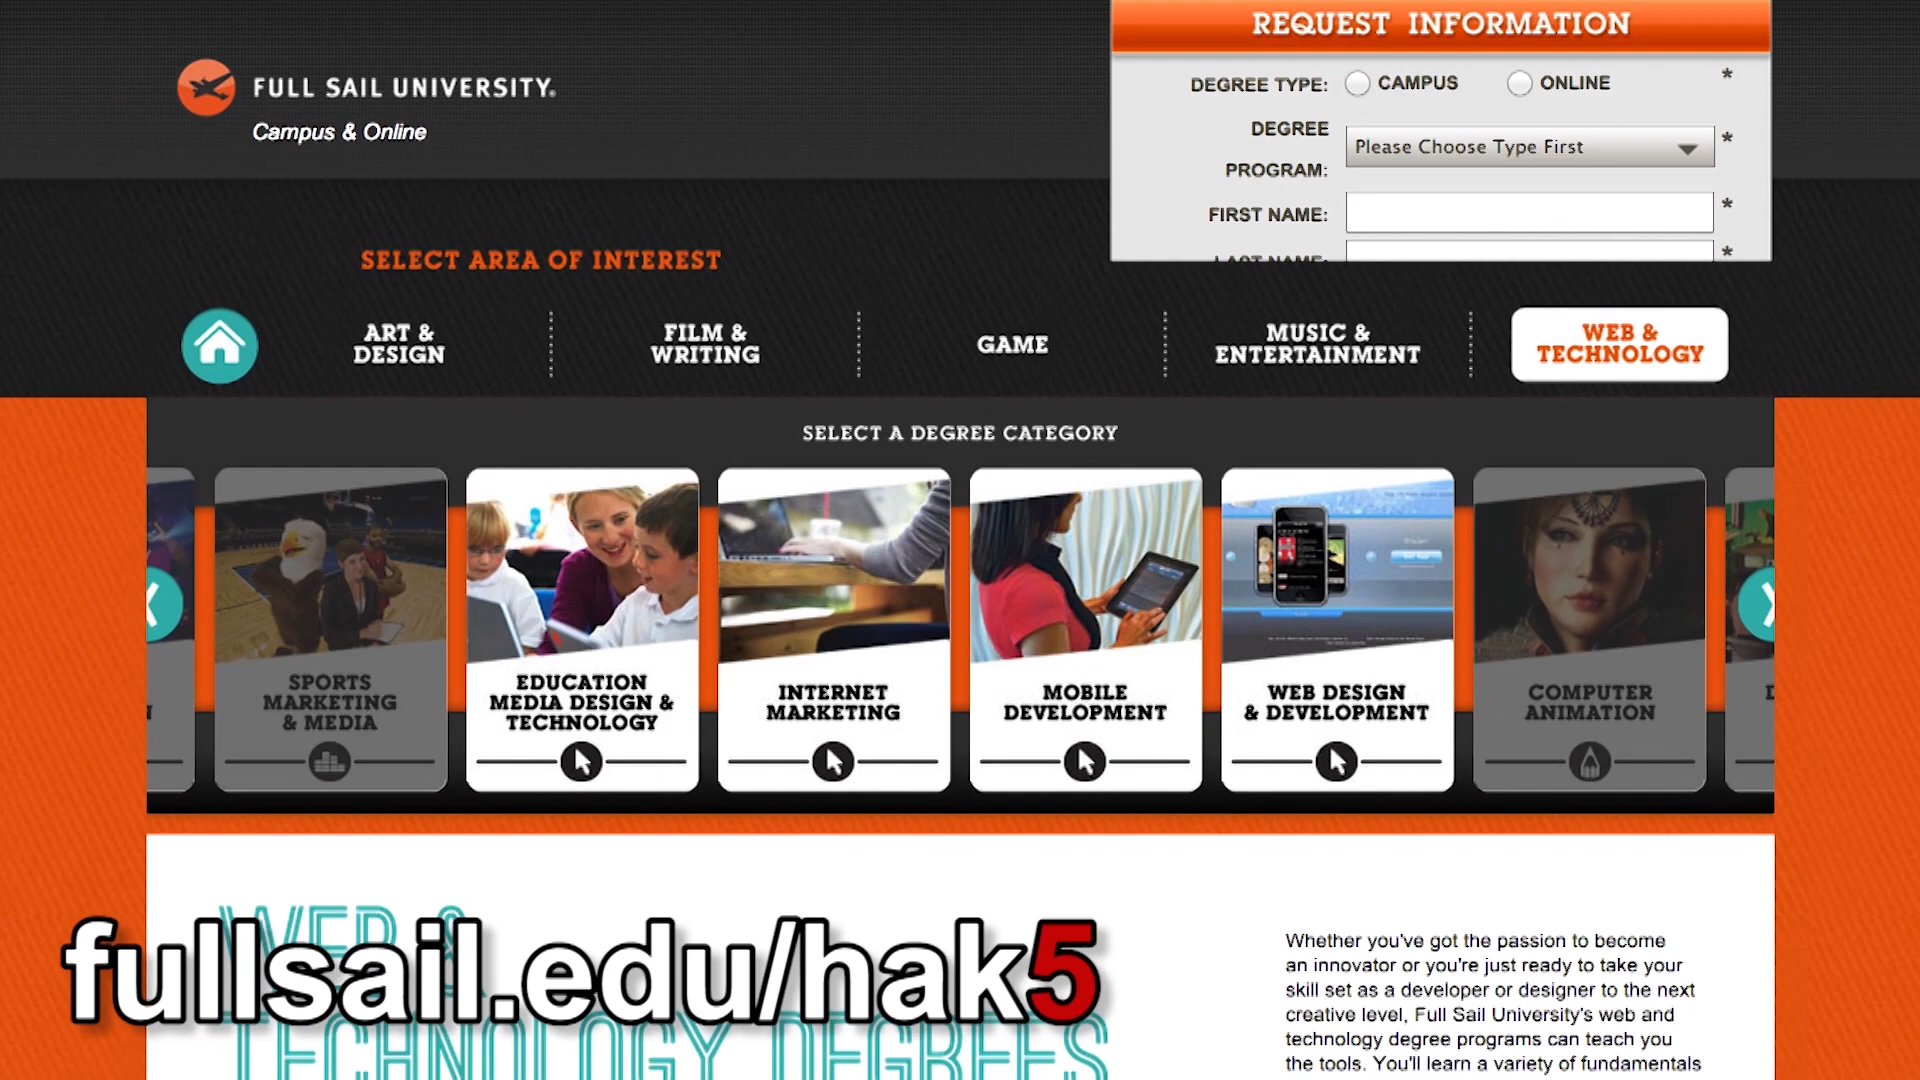 REQUEST INFORMATION
FULL SAIL UNIVERSITY.
Campus & Online
DEGREE TYPE:
CAMPUS
ONLINE
*
DEGREE
PROGRAM:
Please Choose Type First
*
FIRST NAME:
*
LAST NAME:
*
SELECT AREA OF INTEREST
ART &
DESIGN
FILM &
WRITING
GAME
MUSIC &
ENTERTAINMENT
WEB &
TECHNOLOGY
SELECT A DEGREE CATEGORY
SPORTS
MARKETING
& MEDIA
EDUCATION
MEDIA DESIGN &
TECHNOLOGY
INTERNET
MARKETING
MOBILE
DEVELOPMENT
WEB DESIGN
& DEVELOPMENT
COMPUTER
ANIMATION
WEB &
TECHNOLOGY DEGREES
fullsail.edu/hak5
Whether you've got the passion to become
an innovator or you're just ready to take your
skill set as a developer or designer to the next
creative level, Full Sail University's web and
technology degree programs can teach you
the tools. You'll learn a variety of fundamentals